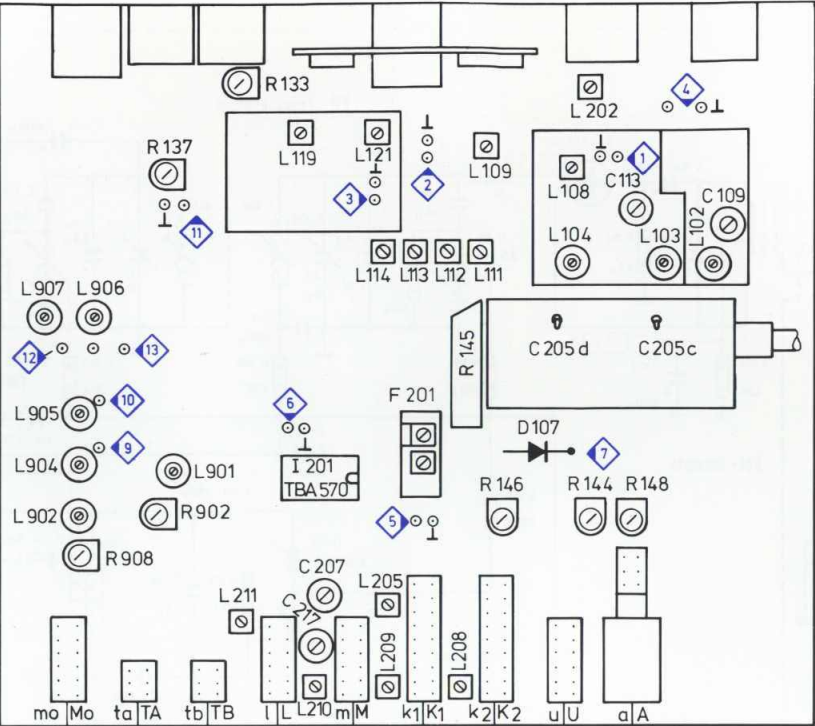 R133
L202
4
R137
L119
L121
L109
1
L108
C113
C109
2
3
11
L104
L103
L102
L114
L113
L112
L111
L907
L906
12
13
R145
C205d
C205c
10
L905
6
F201
D107
7
9
L904
L901
I 201
TBA570
R146
R144
R148
L902
R902
5
R908
C207
L205
L211
C217
L209
L208
L210
mo Mo
ta TA
tb TB
l L
m M
k1 K1
k2 K2
u U
a A